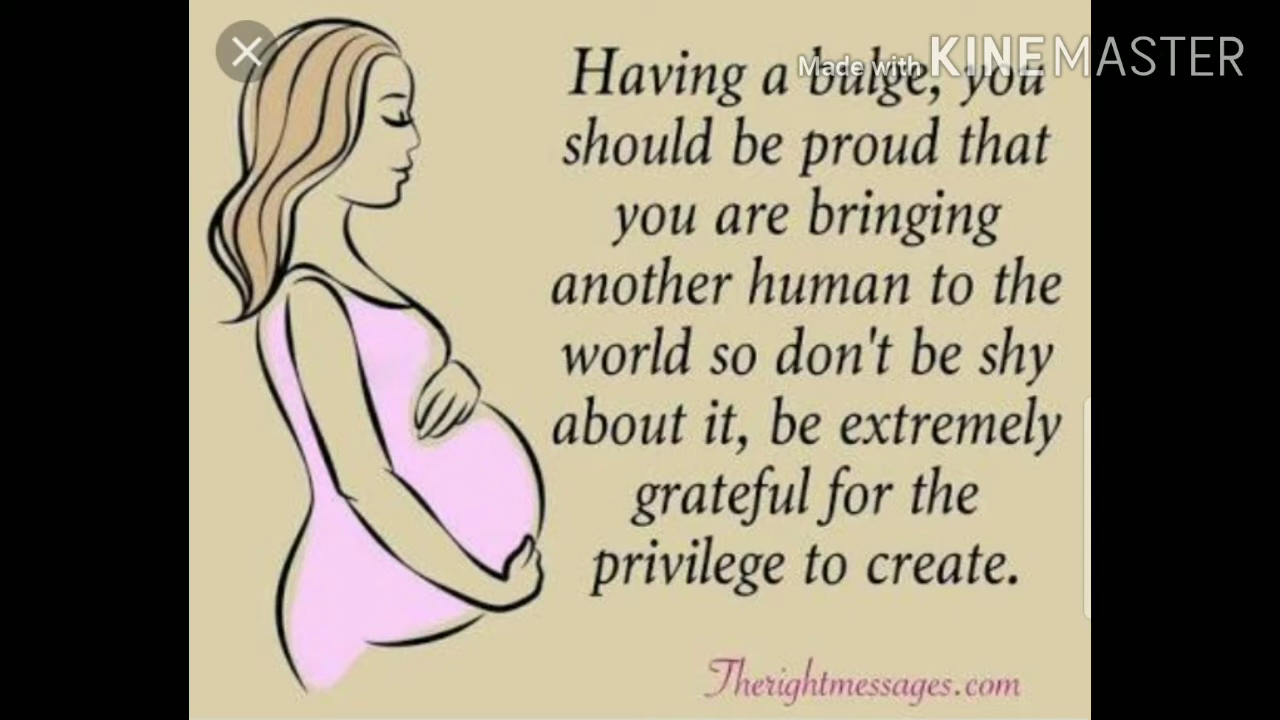 Made with KINEMASTER
Having a bulge, you
should be proud that
you are bringing
another human to the
world so don't be shy
about it, be extremely
grateful for the
privilege to create.
Therightmessages.com